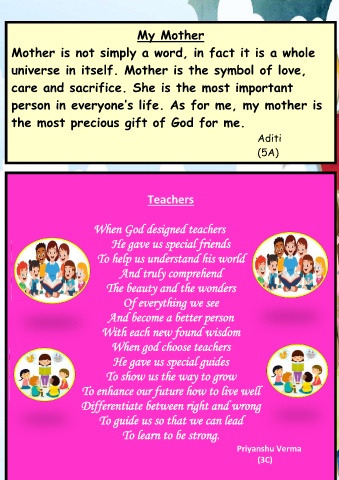 My Mother
Mother is not simply a word, in fact it is a whole
universe in itself. Mother is the symbol of love,
care and sacrifice. She is the most important
person in everyone's life. As for me, my mother is
the most precious gift of God for me.
Aditi
(5A)
Teachers
When God designed teachers
He gave us special friends
To help us understand his world
And truly comprehend
The beauty and the wonders
Of everything we see
And become a better person
With each new found wisdom
When god choose teachers
He gave us special guides
To show us the way to grow
To enhance our future how to live well
Differentiate between right and wrong
To guide us so that we can lead
To learn to be strong.
Priyanshu Verma
(3C)